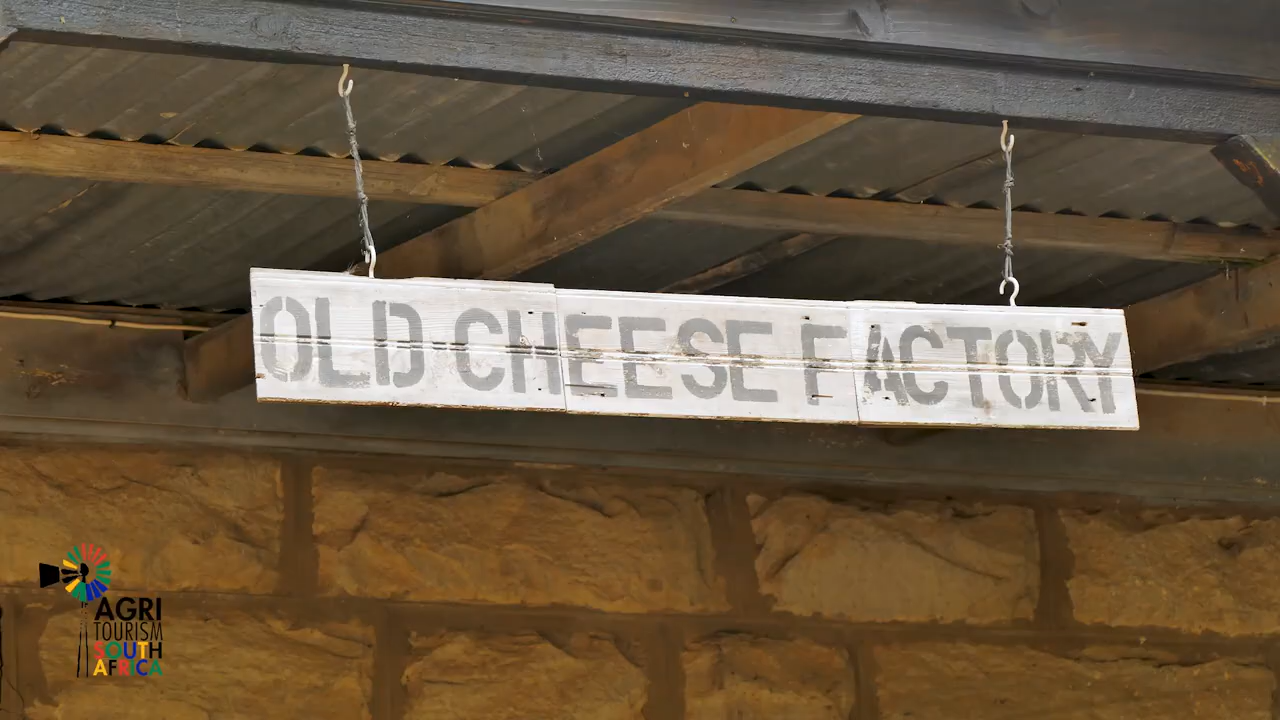 OLD CHEESE FACTORY
AGRI
TOURISM
SOUTH
AFRICA